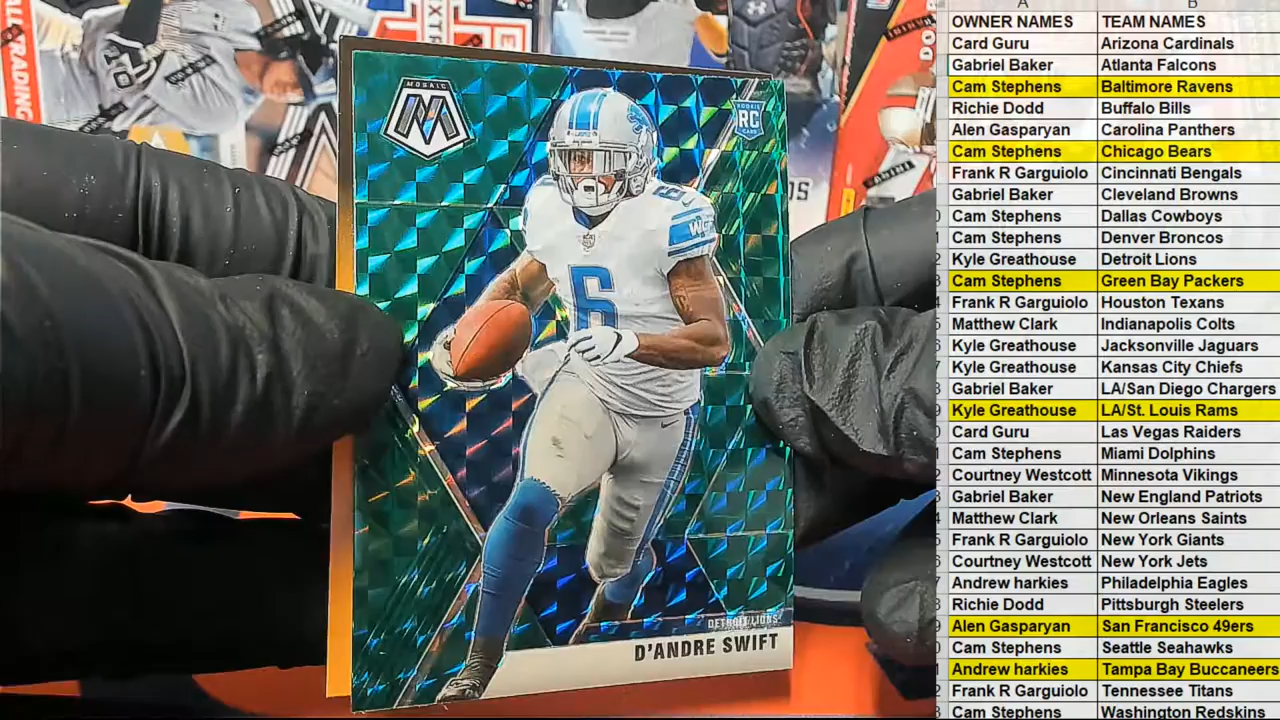 MOSAIC
M
ROOKIE
RC
CARD
6
6
DETROIT LIONS
D'ANDRE SWIFT
PANINI
A B
OWNER NAMES TEAM NAMES
Card Guru Arizona Cardinals
Gabriel Baker Atlanta Falcons
Cam Stephens Baltimore Ravens
Richie Dodd Buffalo Bills
Alen Gasparyan Carolina Panthers
Cam Stephens Chicago Bears
Frank R Garguiolo Cincinnati Bengals
Gabriel Baker Cleveland Browns
Cam Stephens Dallas Cowboys
Cam Stephens Denver Broncos
Kyle Greathouse Detroit Lions
Cam Stephens Green Bay Packers
Frank R Garguiolo Houston Texans
Matthew Clark Indianapolis Colts
Kyle Greathouse Jacksonville Jaguars
Kyle Greathouse Kansas City Chiefs
Gabriel Baker LA/San Diego Chargers
Kyle Greathouse LA/St. Louis Rams
Card Guru Las Vegas Raiders
Cam Stephens Miami Dolphins
Courtney Westcott Minnesota Vikings
Gabriel Baker New England Patriots
Matthew Clark New Orleans Saints
Frank R Garguiolo New York Giants
Courtney Westcott New York Jets
Andrew harkies Philadelphia Eagles
Richie Dodd Pittsburgh Steelers
Alen Gasparyan San Francisco 49ers
Cam Stephens Seattle Seahawks
Andrew harkies Tampa Bay Buccaneers
Frank R Garguiolo Tennessee Titans
Cam Stephens Washington Redskins